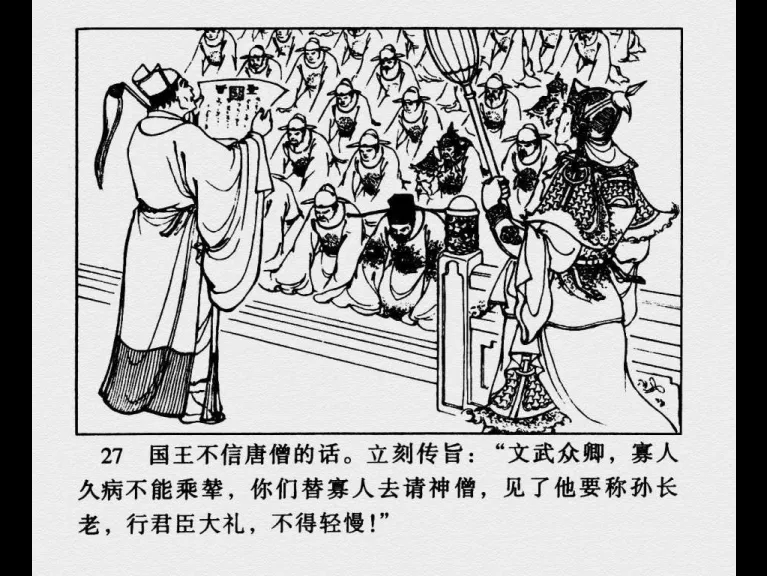 27 国王不信唐僧的话。立刻传旨：“文武众卿，寡人
久病不能乘辇，你们替寡人去请神僧，见了他要称孙长
老，行君臣大礼，不得轻慢！”